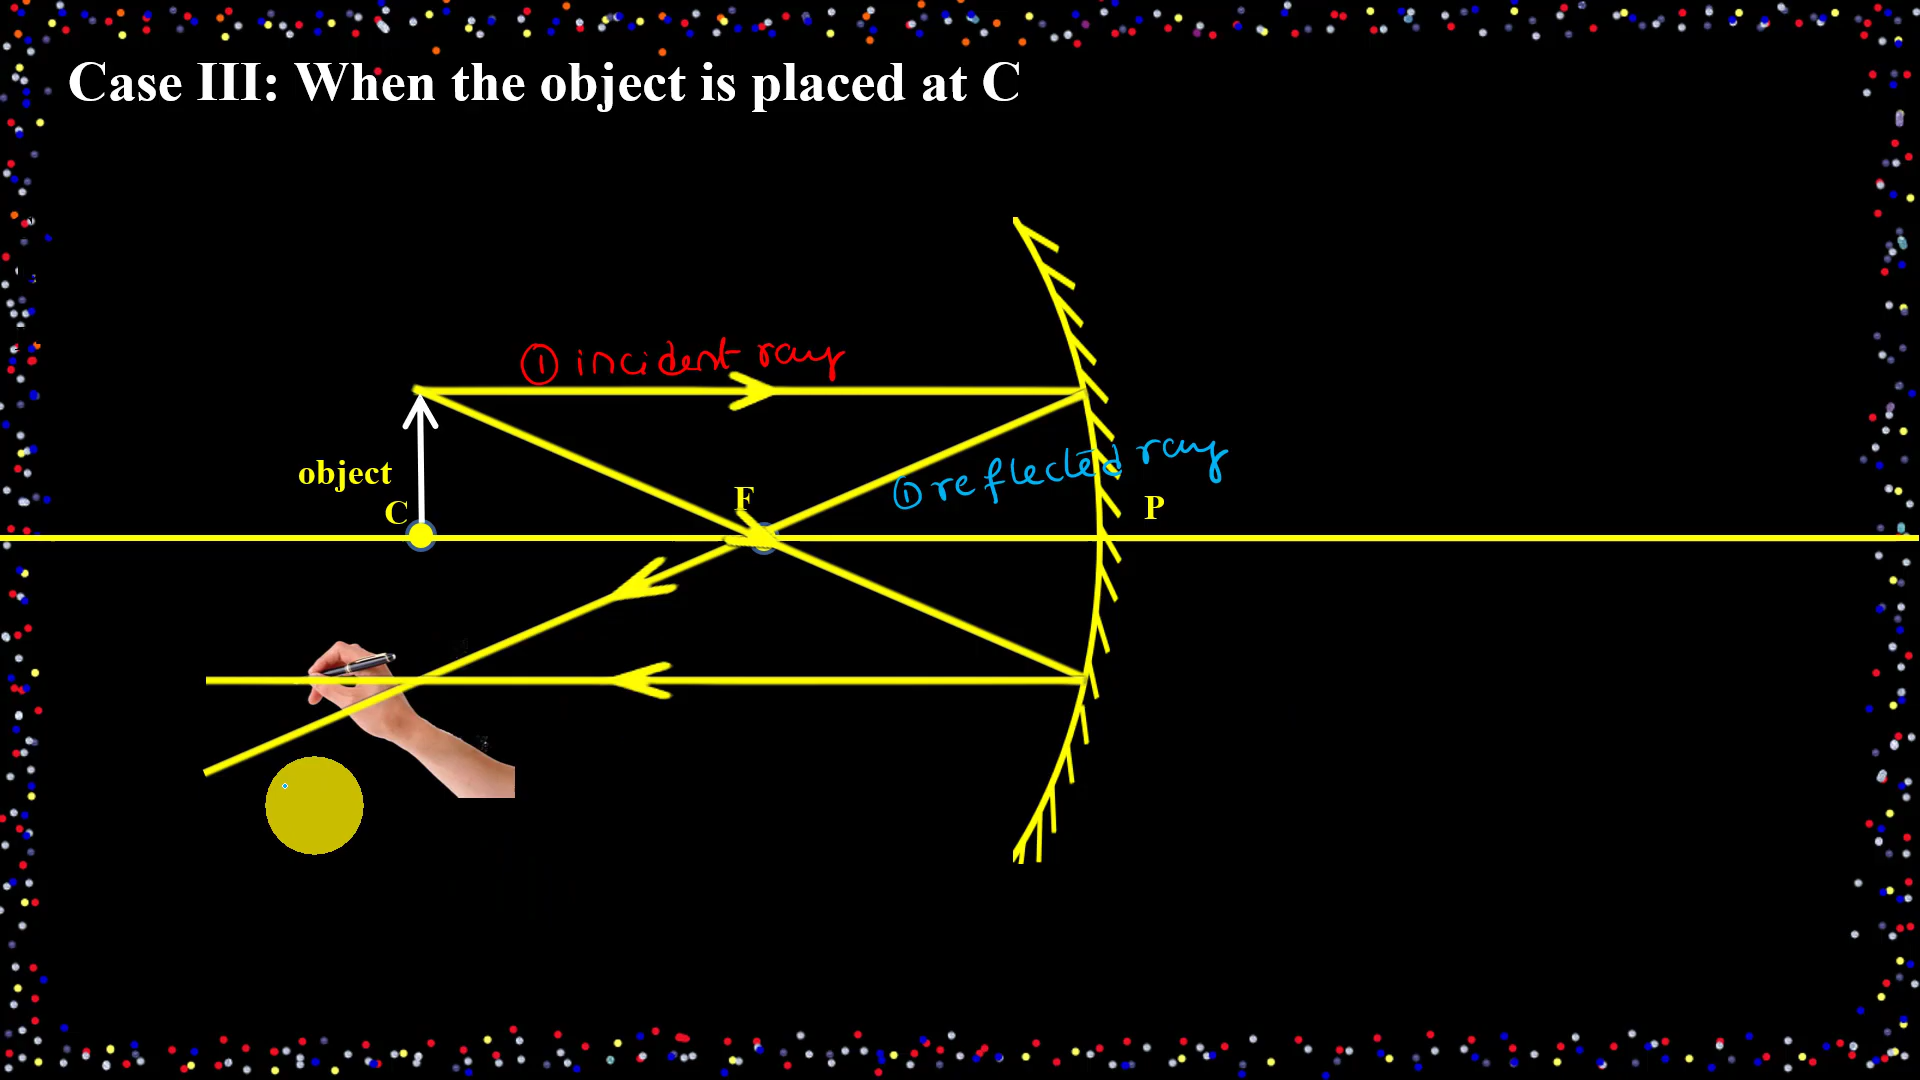 Case III: When the object is placed at C
① incident ray
① reflected ray
object
F
P
C